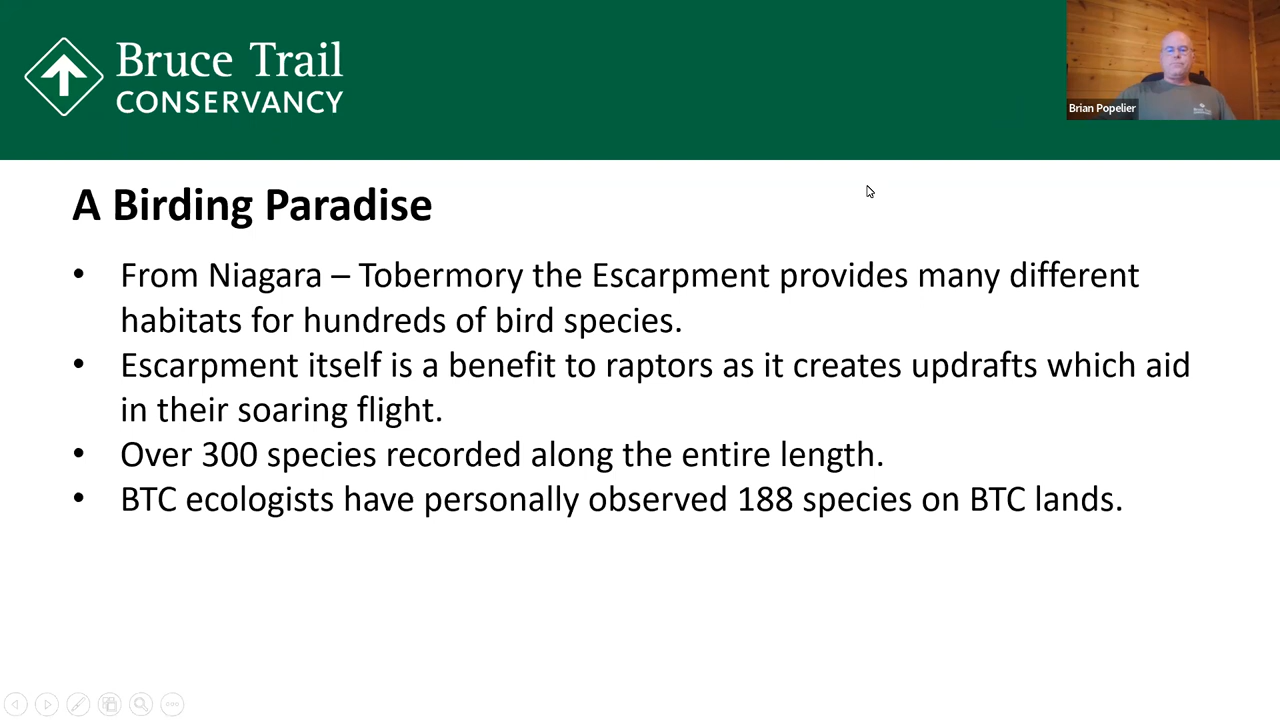 Bruce Trail
CONSERVANCY
Brian Popelier
A Birding Paradise
• From Niagara – Tobermory the Escarpment provides many different
habitats for hundreds of bird species.
• Escarpment itself is a benefit to raptors as it creates updrafts which aid
in their soaring flight.
• Over 300 species recorded along the entire length.
• BTC ecologists have personally observed 188 species on BTC lands.